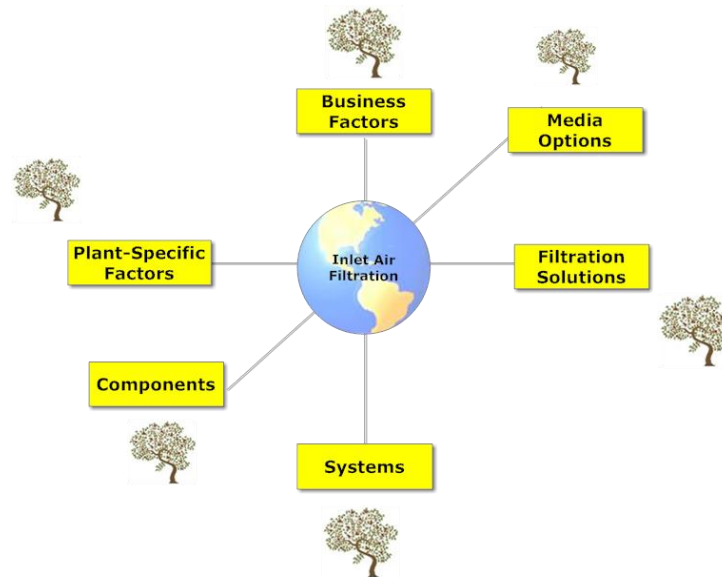 Business
Factors
Media
Options
Inlet Air
Filtration
Plant-Specific
Factors
Filtration
Solutions
Components
Systems